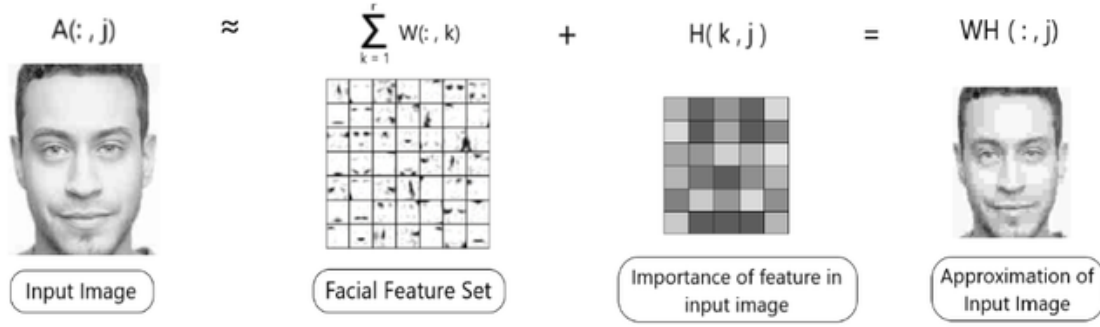 A(: , j) ≈ r ∑ k = 1 W(: , k) + H( k , j ) = WH ( : , j)
Input Image
Facial Feature Set
Importance of feature in
input image
Approximation of
Input Image